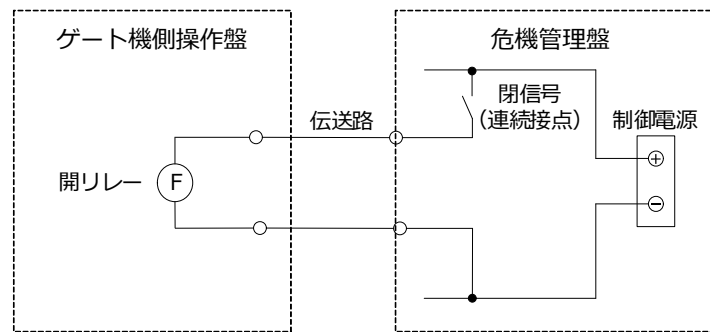 ゲート機側操作盤
危機管理盤
閉信号
(連続接点)
伝送路
制御電源
開リレー
F
+
−